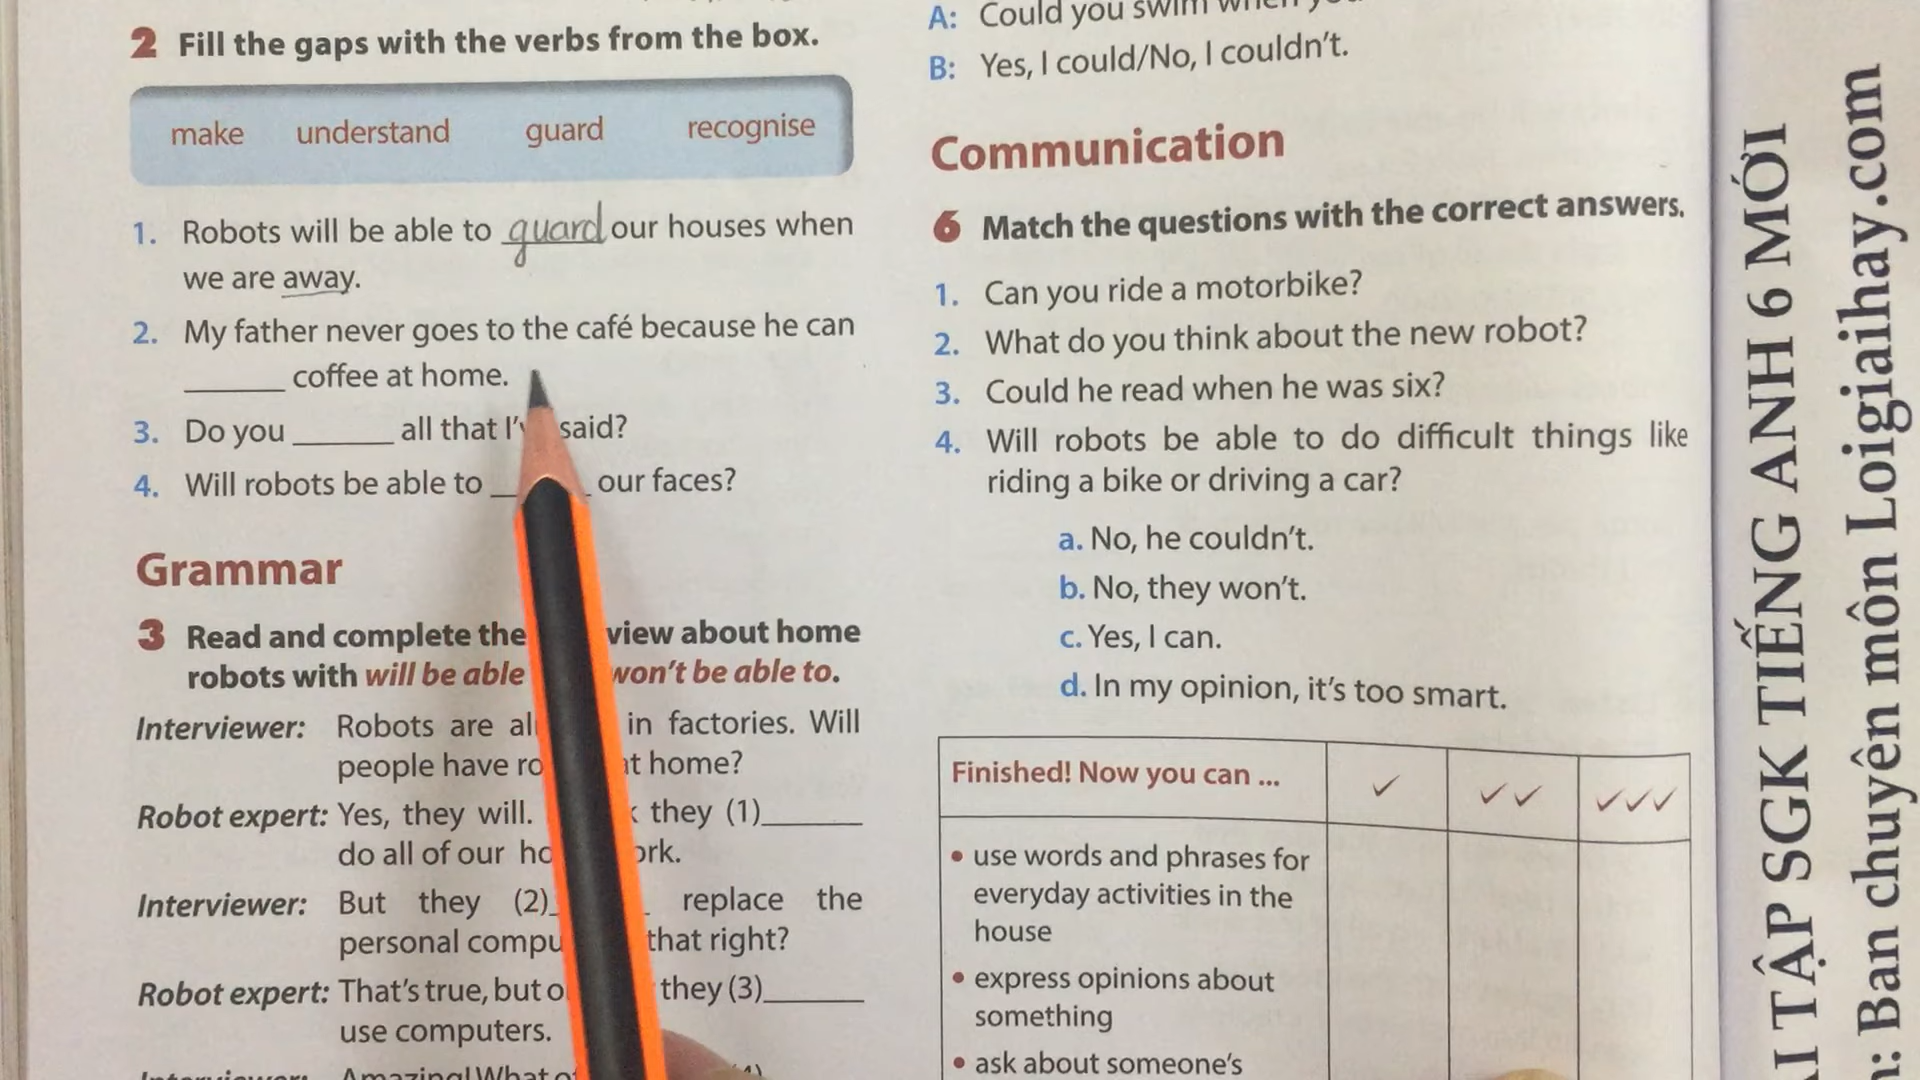 2 Fill the gaps with the verbs from the box.
make understand guard recognise
1. Robots will be able to guard our houses when
we are away.
2. My father never goes to the café because he can
______ coffee at home.
3. Do you ______ all that said?
4. Will robots be able to ______ our faces?
Grammar
3 Read and complete the view about home
robots with will be able won't be able to.
Interviewer: Robots are in factories. Will
people have at home?
Robot expert: Yes, they will. they (1)______
do all of our
Interviewer: But they (2)______ replace the
personal that right?
Robot expert: That's true, but they (3)______
use computers.
A: Could you swim when
B: Yes, I could/No, I couldn't.
Communication
6 Match the questions with the correct answers.
1. Can you ride a motorbike?
2. What do you think about the new robot?
3. Could he read when he was six?
4. Will robots be able to do difficult things like
riding a bike or driving a car?
a. No, he couldn't.
b. No, they won't.
c. Yes, I can.
d. In my opinion, it's too smart.
Finished! Now you can ... ✓ ✓✓ ✓✓✓
• use words and phrases for
everyday activities in the
house
• express opinions about
something
• ask about someone's
TẬP SGK TIẾNG ANH 6 MỚI
: Ban chuyên môn Loigiaihay.com